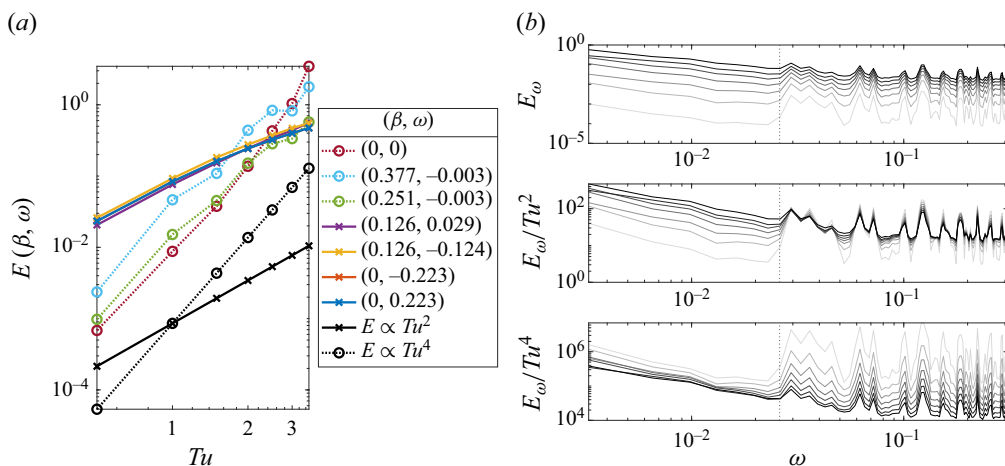 (a)
10^0
10^{-2}
10^{-4}
E (β, ω)
1
2
3
Tu
(β, ω)
(0, 0)
(0.377, –0.003)
(0.251, –0.003)
(0.126, 0.029)
(0.126, –0.124)
(0, –0.223)
(0, 0.223)
E ∝ Tu^2
E ∝ Tu^4
(b)
10^0
10^{-5}
E_ω
10^{-2}
10^{-1}
10^2
10^0
E_ω/Tu^2
10^{-2}
10^{-1}
10^6
10^4
E_ω/Tu^4
10^{-2}
10^{-1}
ω